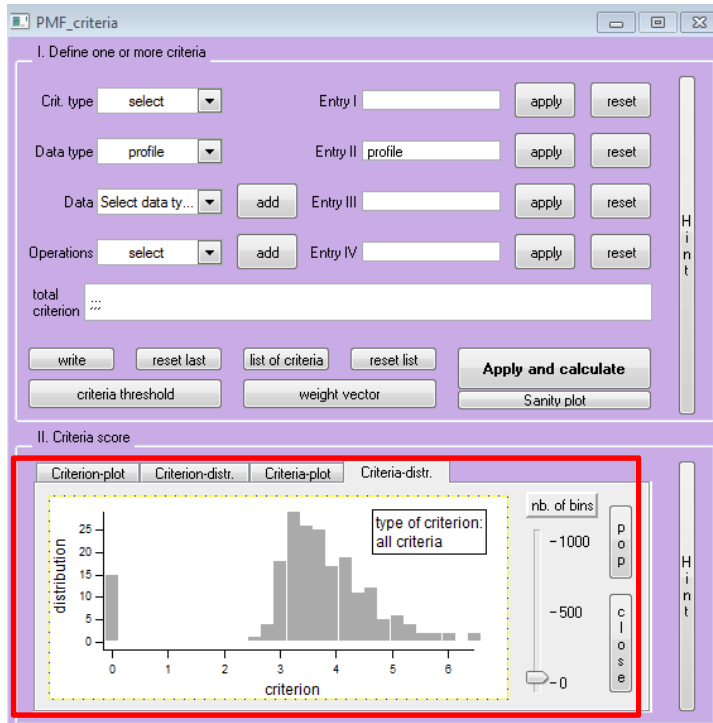 PMF_criteria
I. Define one or more criteria
Crit. type select Entry I apply reset
Data type profile Entry II profile apply reset
Data Select data ty... add Entry III apply reset
Operations select add Entry IV apply reset
total
criterion ;;;
write reset last list of criteria reset list Apply and calculate
criteria threshold weight vector Sanity plot
Hint
II. Criteria score
Criterion-plot Criterion-distr. Criteria-plot Criteria-distr.
type of criterion:
all criteria
distribution
25
20
15
10
5
0
0 1 2 3 4 5 6
criterion
nb. of bins
1000
500
0
pop
close
Hint